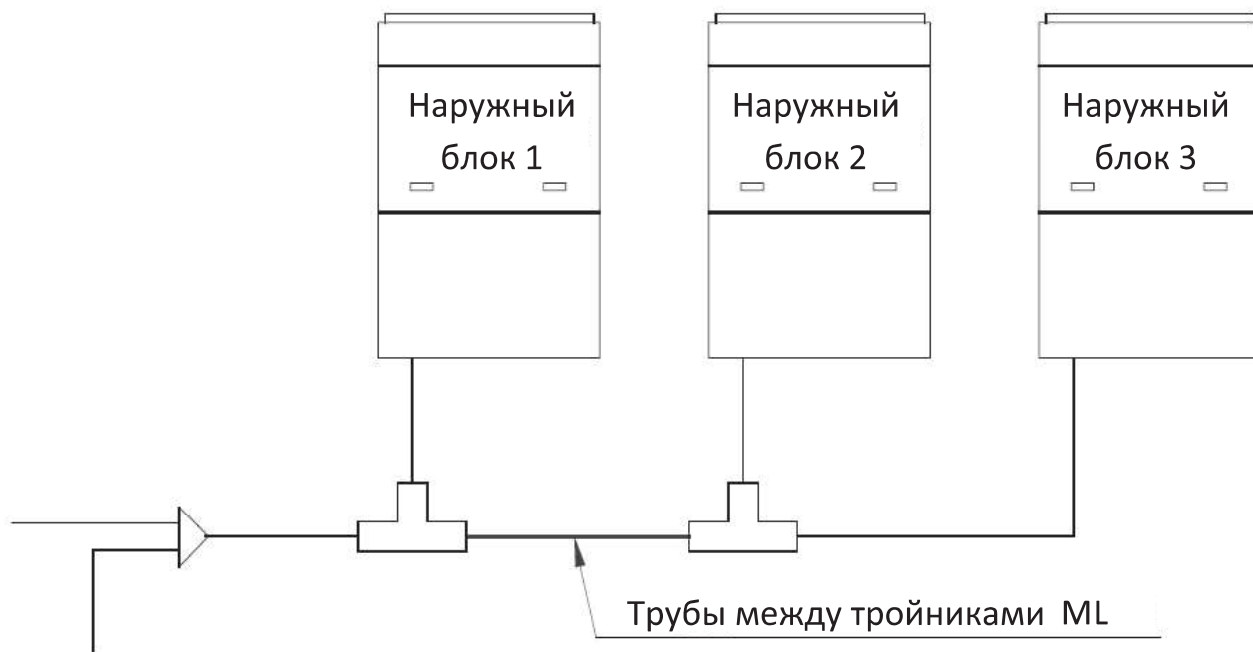 Наружный
блок 1
Наружный
блок 2
Наружный
блок 3
Трубы между тройниками ML